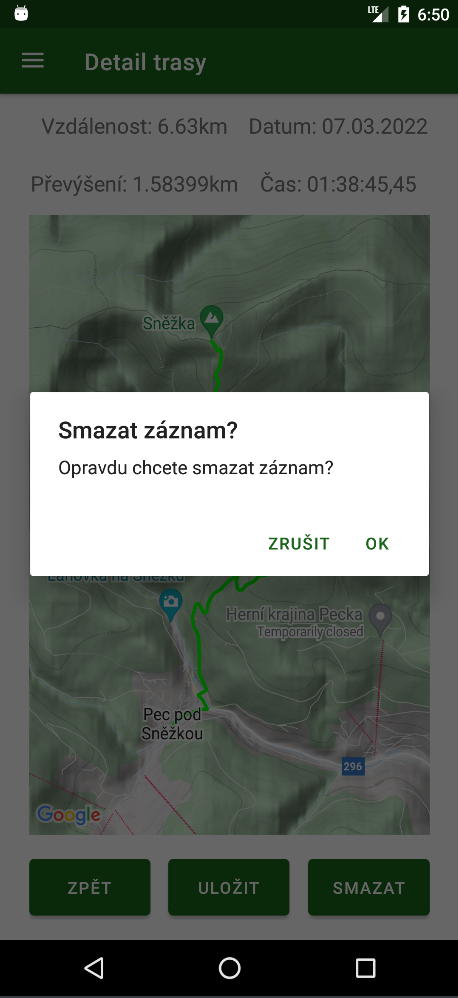 LTE 6:50
Detail trasy
Vzdálenost: 6.63km Datum: 07.03.2022
Převýšení: 1.58399km Čas: 01:38:45,45
Sněžka
Smazat záznam?
Opravdu chcete smazat záznam?
ZRUŠIT OK
Lanovka na Sněžku
Herní krajina Pecka
Temporarily closed
Pec pod
Sněžkou
296
Google
ZPĚT ULOŽIT SMAZAT